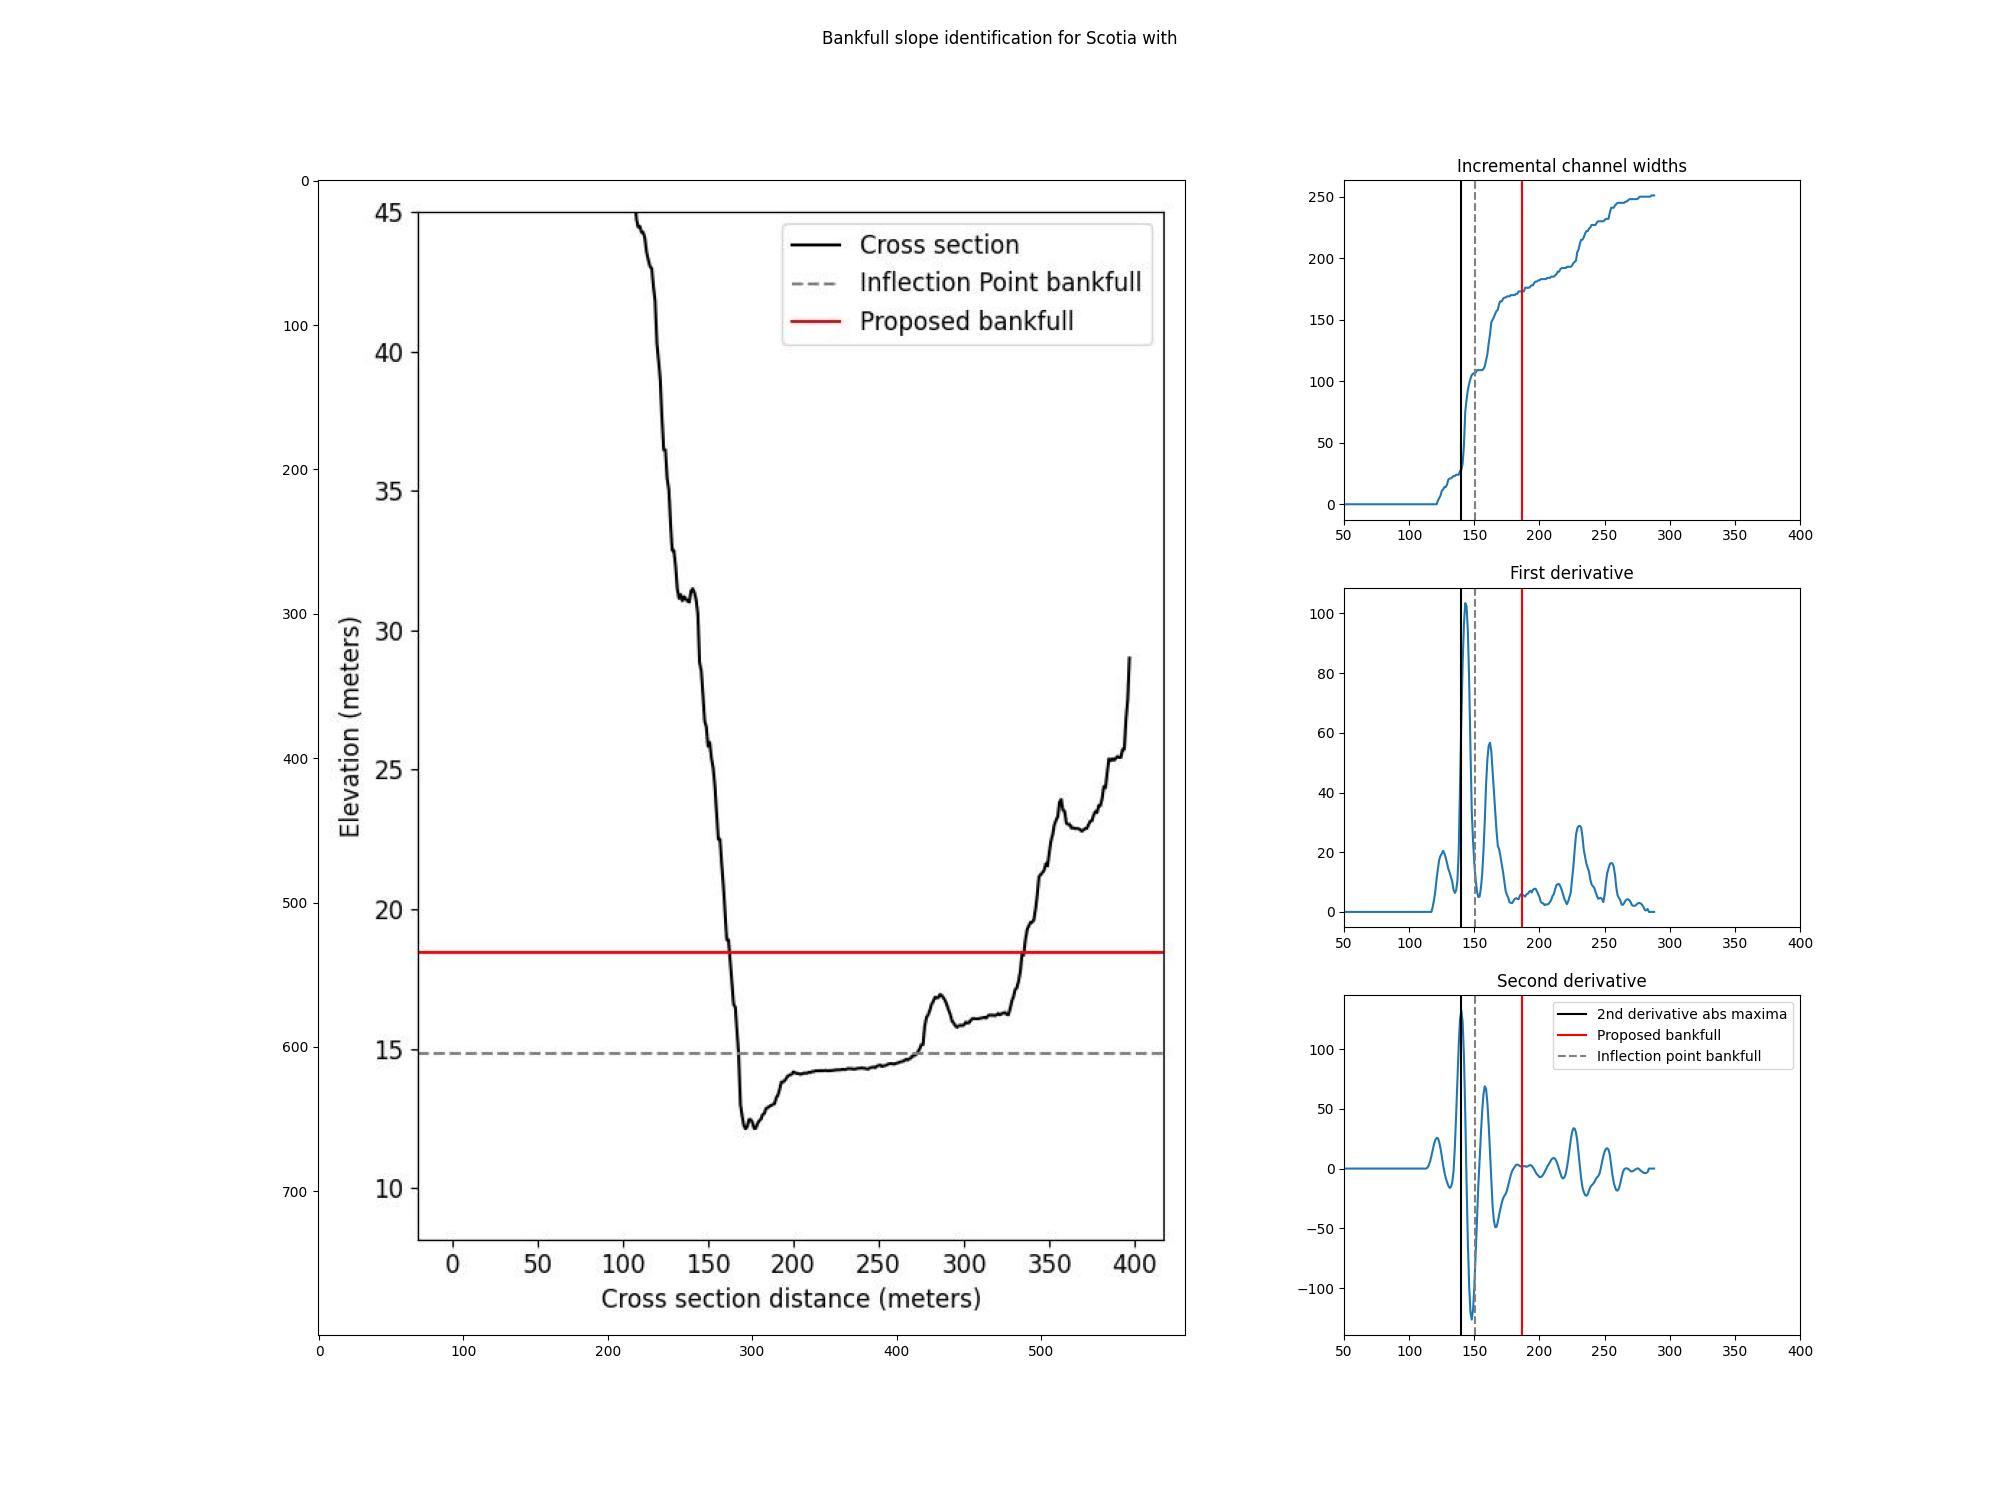 Bankfull slope identification for Scotia with
0
100
200
300
400
500
600
700
0 100 200 300 400 500
45
40
35
30
25
20
15
10
Elevation (meters)
Cross section
Inflection Point bankfull
Proposed bankfull
0 50 100 150 200 250 300 350 400
Cross section distance (meters)
Incremental channel widths
250
200
150
100
50
0
50 100 150 200 250 300 350 400
First derivative
100
80
60
40
20
0
50 100 150 200 250 300 350 400
Second derivative
100
50
0
−50
−100
2nd derivative abs maxima
Proposed bankfull
Inflection point bankfull
50 100 150 200 250 300 350 400